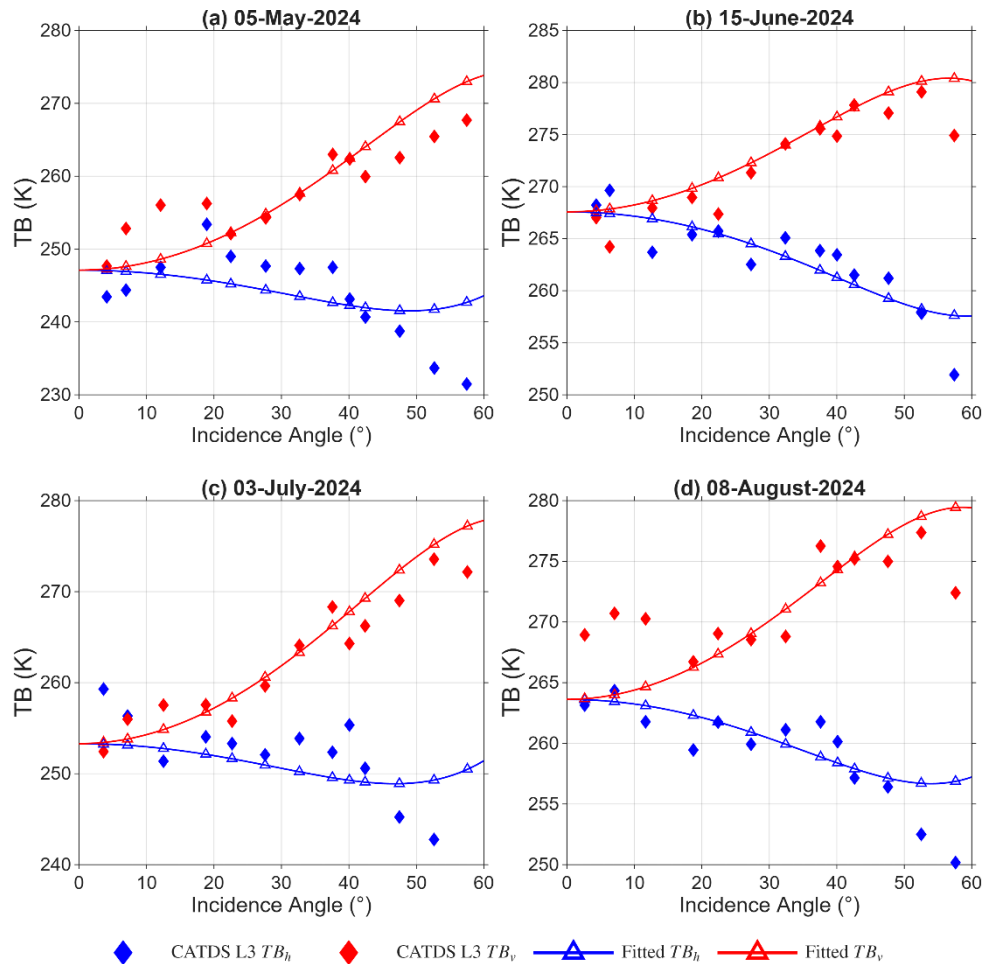 (a) 05-May-2024
280
270
260
250
240
230
TB (K)
0 10 20 30 40 50 60
Incidence Angle (°)
(b) 15-June-2024
285
280
275
270
265
260
255
250
TB (K)
0 10 20 30 40 50 60
Incidence Angle (°)
(c) 03-July-2024
280
270
260
250
240
TB (K)
0 10 20 30 40 50 60
Incidence Angle (°)
(d) 08-August-2024
280
275
270
265
260
255
250
TB (K)
0 10 20 30 40 50 60
Incidence Angle (°)
CATDS L3 TBh CATDS L3 TBv Fitted TBh Fitted TBv